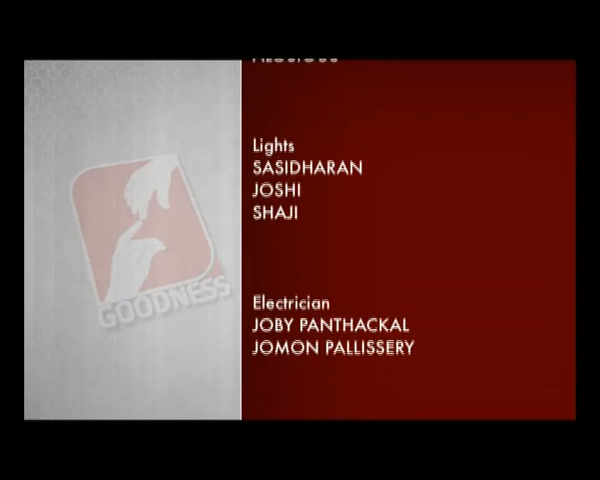 Lights
SASIDHARAN
JOSHI
SHAJI
GOODNESS
Electrician
JOBY PANTHACKAL
JOMON PALLISSERY